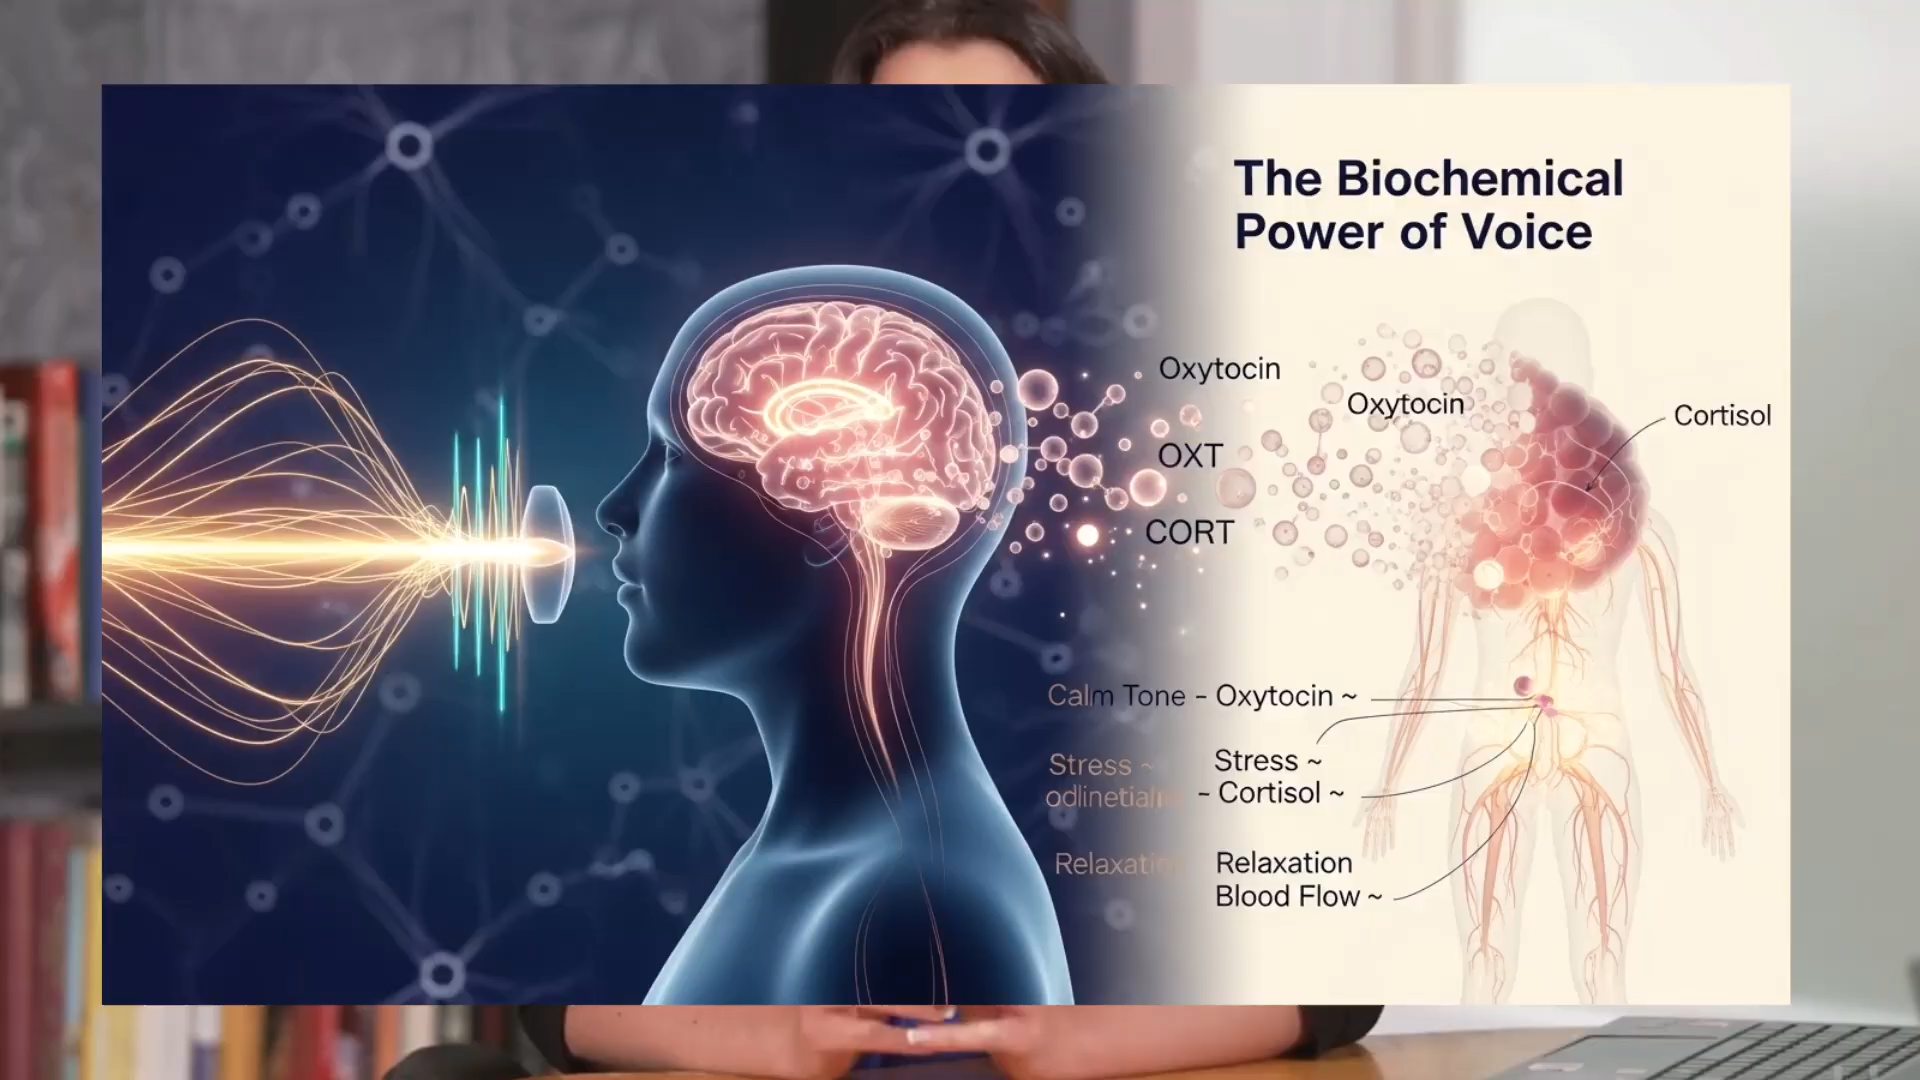 The Biochemical
Power of Voice
Oxytocin
Oxytocin
Cortisol
OXT
CORT
Calm Tone - Oxytocin ~
Stress ~
Stress ~
- Cortisol ~
Relaxation
Blood Flow ~